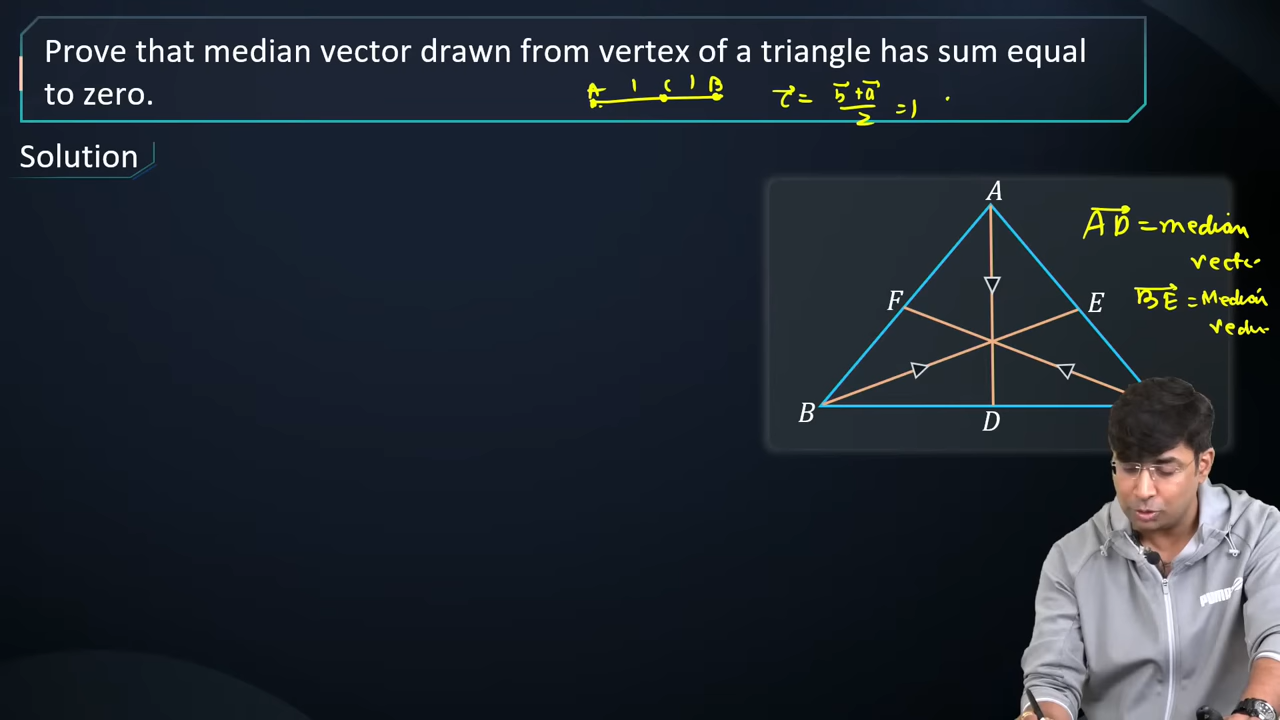 Prove that median vector drawn from vertex of a triangle has sum equal
to zero.
A 1 C 1 B
c = b + a / 2 = 1
Solution
A
AD = median
vector
F
E
BE = Median
B
D
PUMA